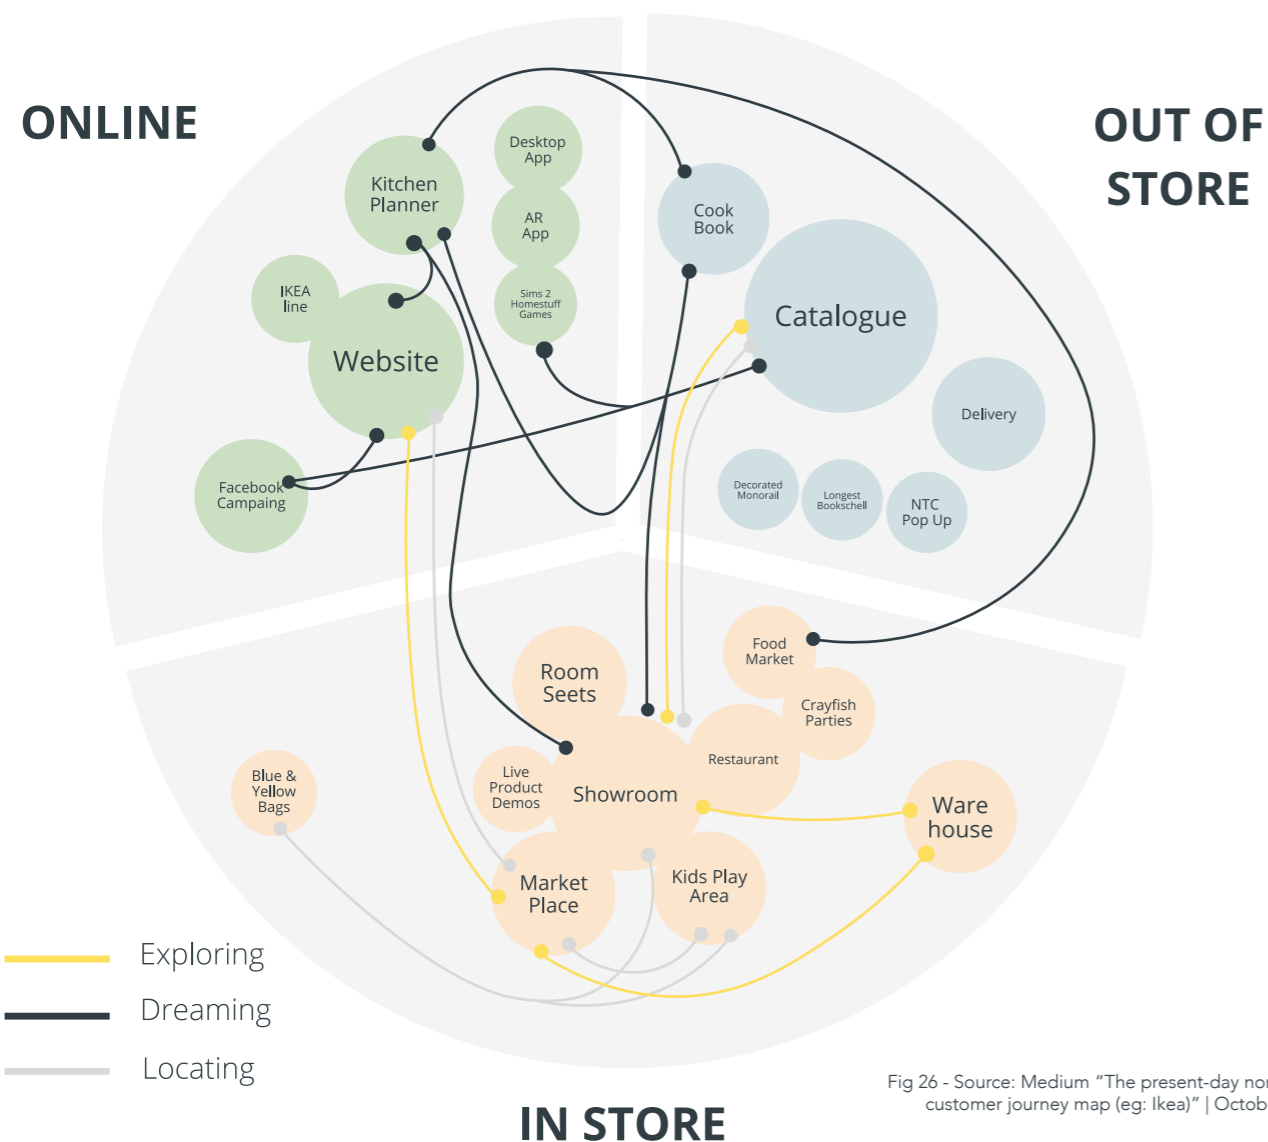 ONLINE
OUT OF
STORE
Desktop
App
Kitchen
Planner
AR
App
Cook
Book
IKEA
line
Sims 2
Homestuff
Games
Catalogue
Website
Delivery
Facebook
Campaing
Decorated
Monorail
Longest
Bookschell
NTC
Pop Up
Food
Market
Room
Seets
Crayfish
Parties
Restaurant
Blue &
Yellow
Bags
Live
Product
Demos
Showroom
Ware
house
Market
Place
Kids Play
Area
Exploring
Dreaming
Locating
Fig 26 - Source: Medium “The present-day
customer journey map (eg: Ikea)” |
IN STORE